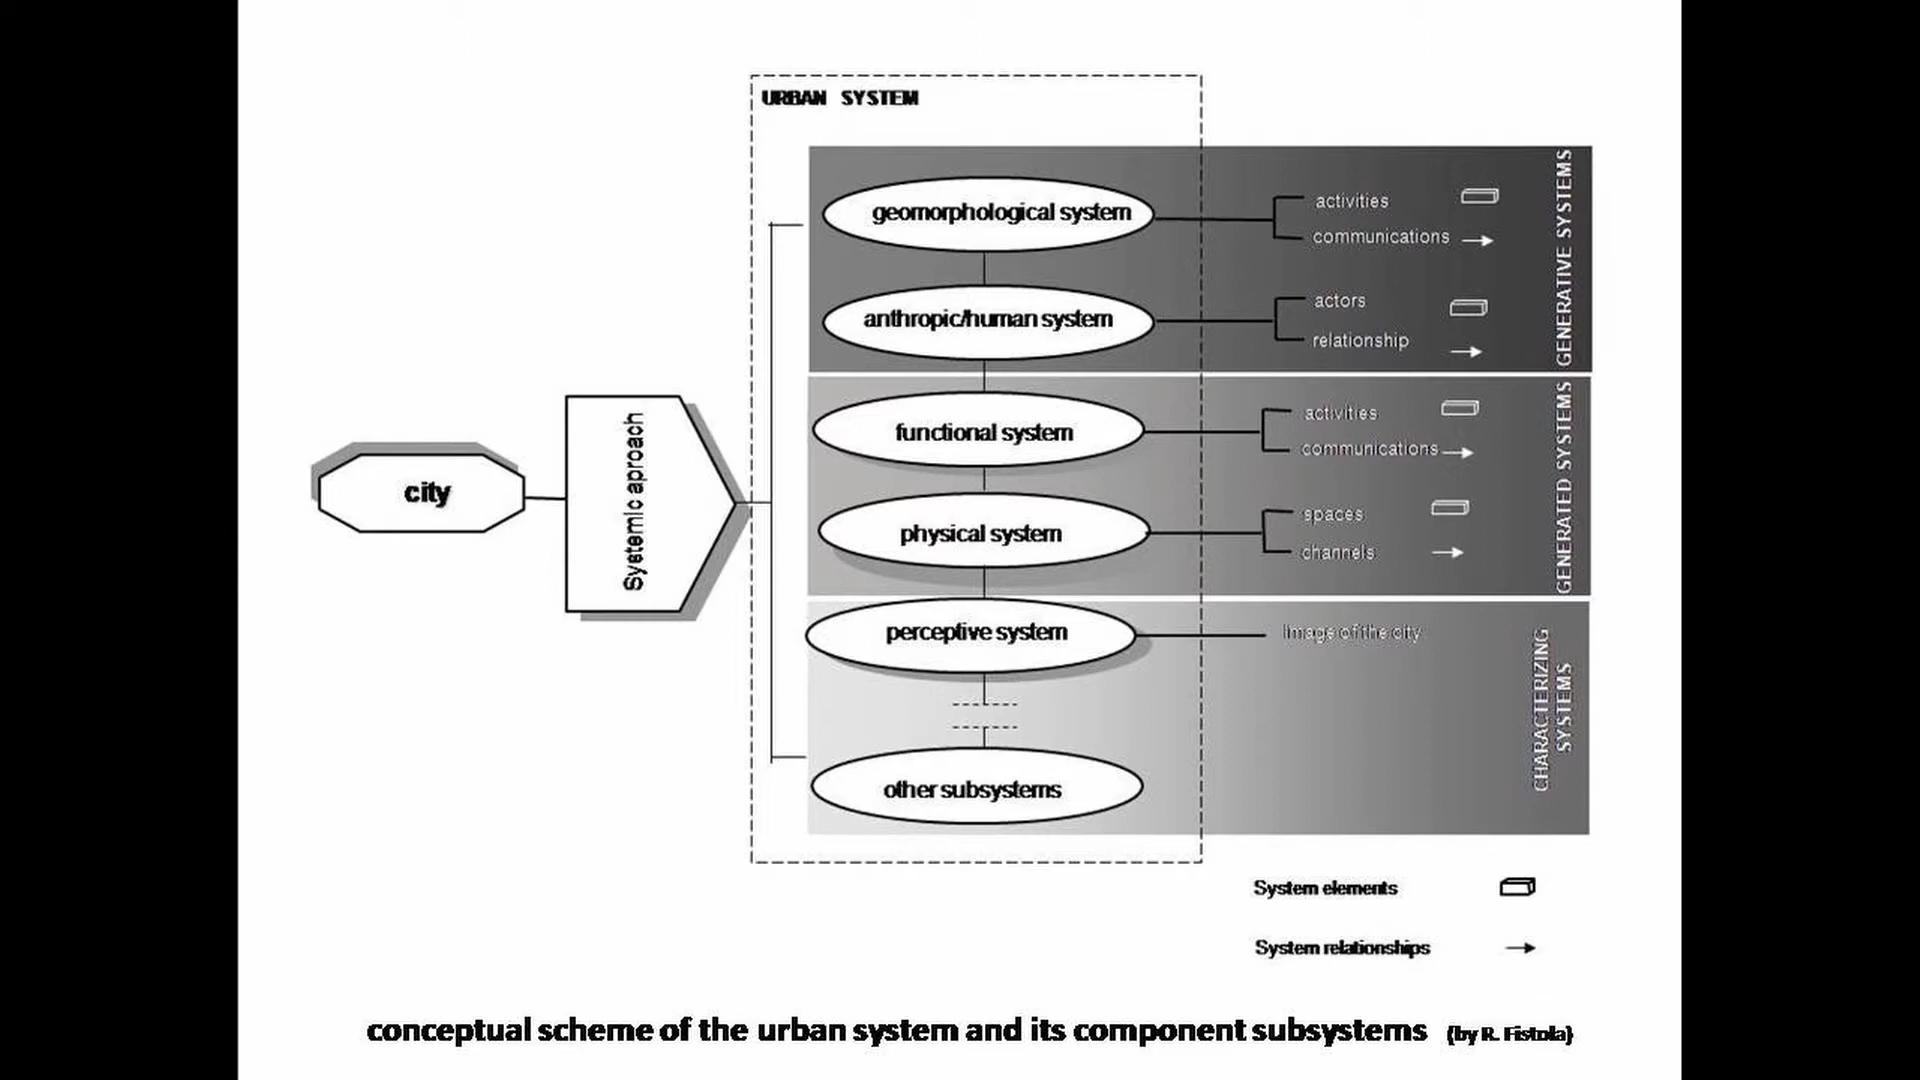 URBAN SYSTEM
geomorphological system
activities
communications
anthropic/human system
actors
relationship
GENERATIVE SYSTEMS
city
Systemic aproach
functional system
activities
communications
physical system
spaces
channels
GENERATED SYSTEMS
perceptive system
Image of the city
other subsystems
CHARACTERIZING
SYSTEMS
System elements
System relationships
conceptual scheme of the urban system and its component subsystems (by R. Fistola)